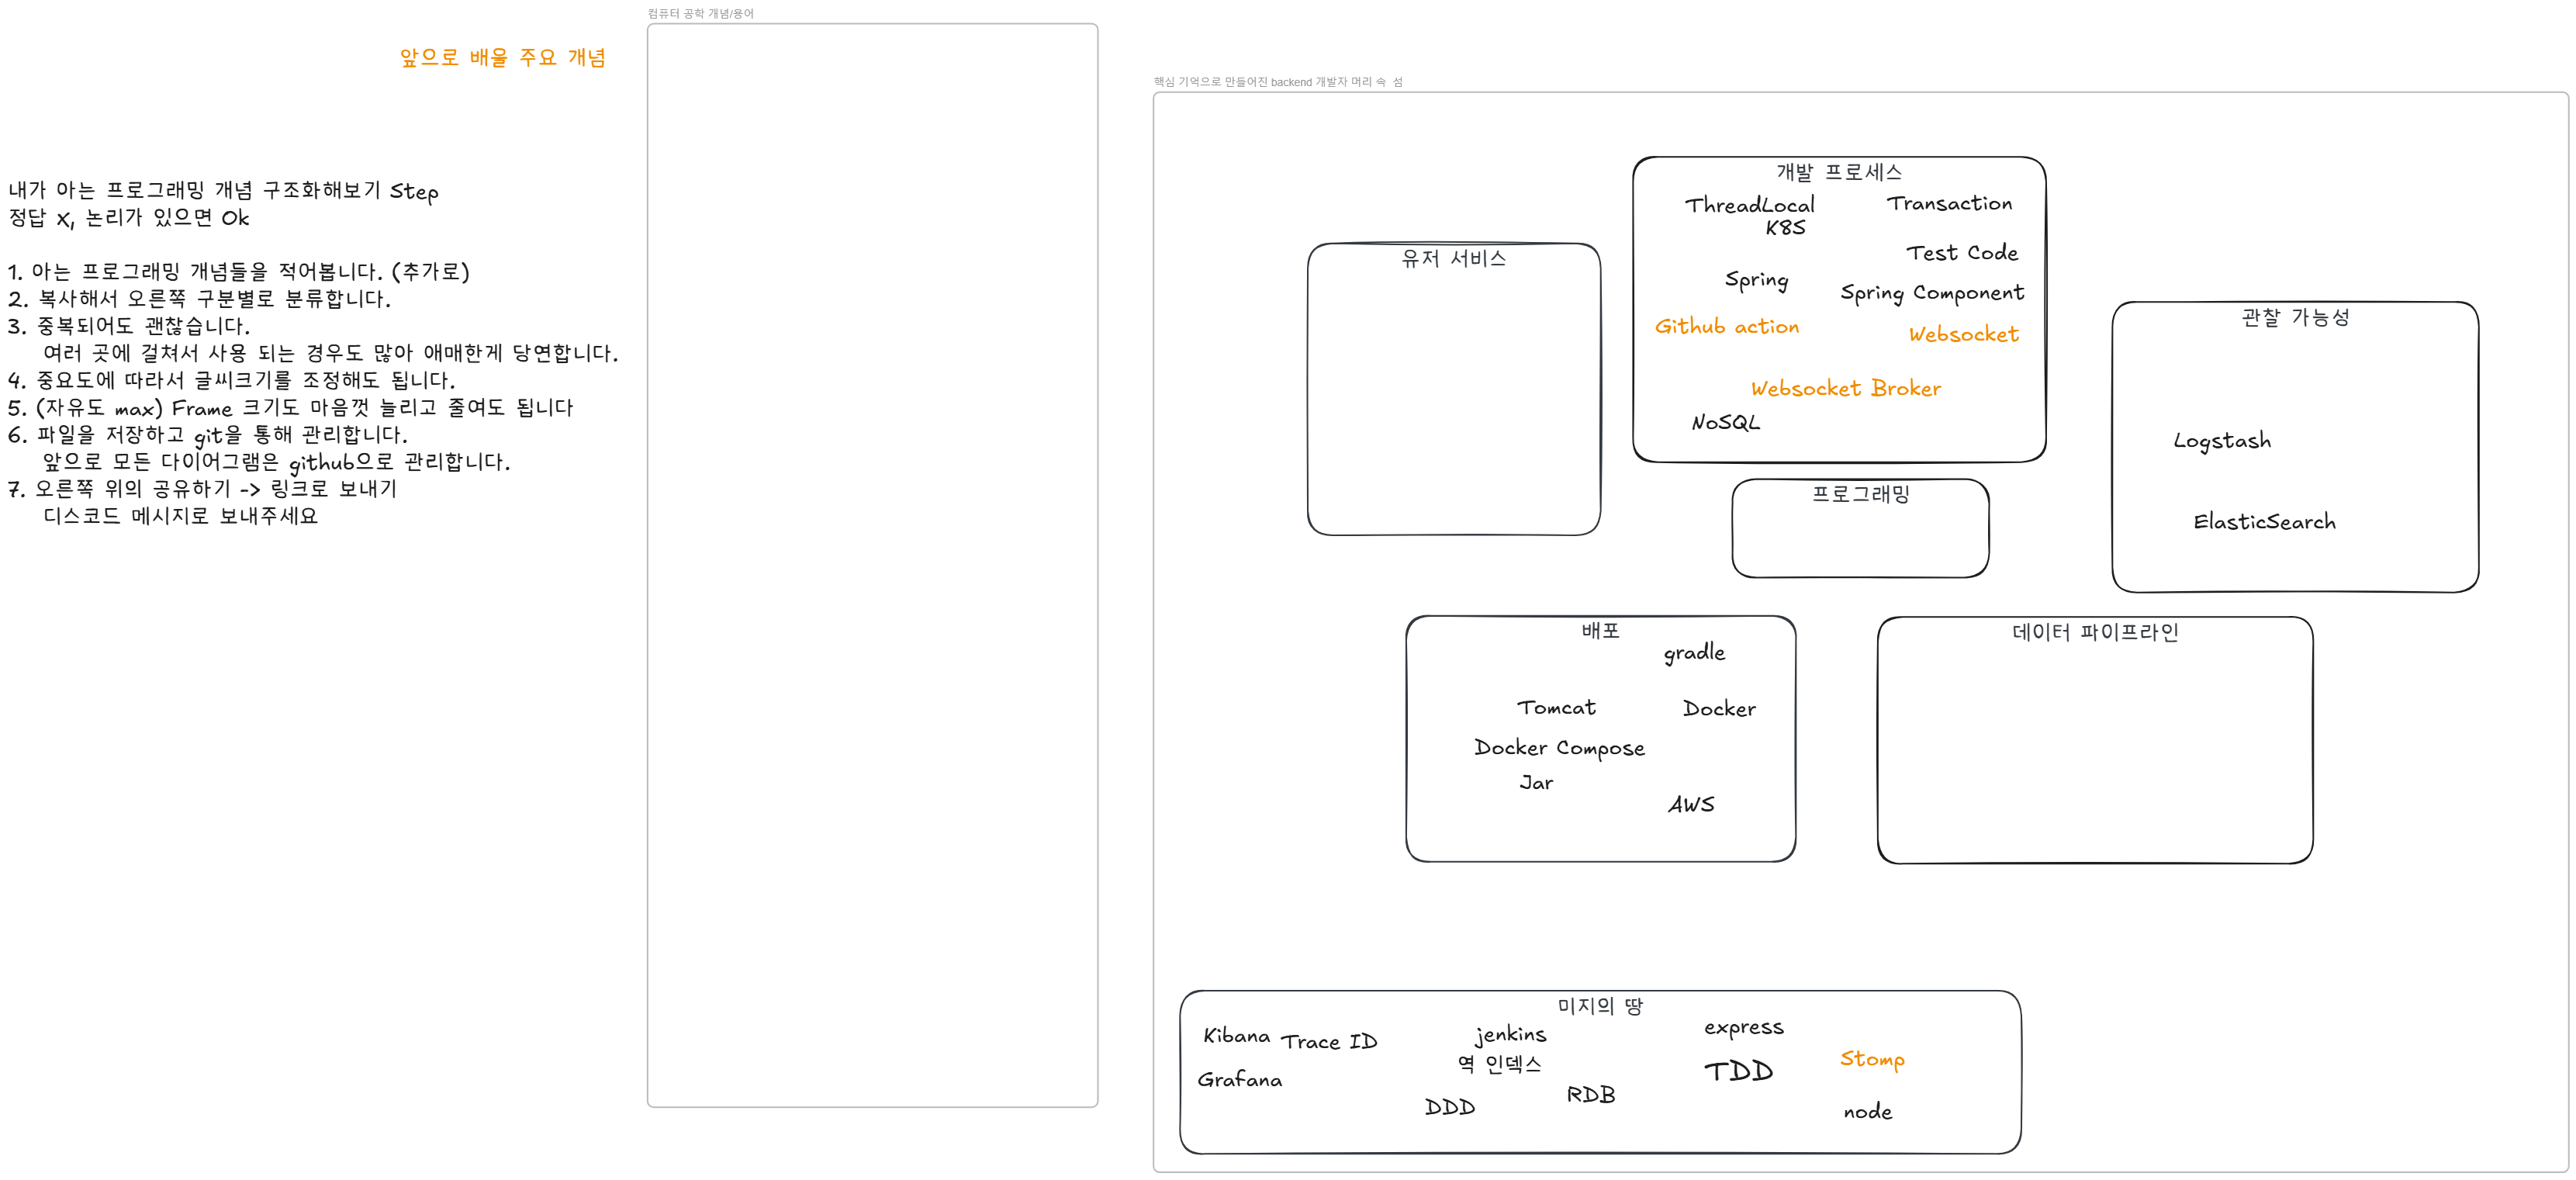 컴퓨터 공학 개념/용어
앞으로 배울 주요 개념
내가 아는 프로그래밍 개념 구조화해보기 Step
정답 X, 논리가 있으면 Ok
1. 아는 프로그래밍 개념들을 적어봅니다. (추가로)
2. 복사해서 오른쪽 구분별로 분류합니다.
3. 중복되어도 괜찮습니다.
여러 곳에 걸쳐서 사용 되는 경우도 많아 애매한게 당연합니다.
4. 중요도에 따라서 글씨크기를 조정해도 됩니다.
5. (자유도 max) Frame 크기도 마음껏 늘리고 줄여도 됩니다
6. 파일을 저장하고 git을 통해 관리합니다.
앞으로 모든 다이어그램은 github으로 관리합니다.
7. 오른쪽 위의 공유하기 -> 링크로 보내기
디스코드 메시지로 보내주세요
핵심 기억으로 만들어진 backend 개발자 머리 속 섬
개발 프로세스
ThreadLocal
Transaction
K8S
Test Code
Spring
Spring Component
Github action
Websocket
Websocket Broker
NoSQL
유저 서비스
프로그래밍
관찰 가능성
Logstash
ElasticSearch
배포
gradle
Tomcat
Docker
Docker Compose
Jar
AWS
데이터 파이프라인
미지의 땅
Kibana
Trace ID
jenkins
express
역 인덱스
Stomp
Grafana
TDD
RDB
DDD
node